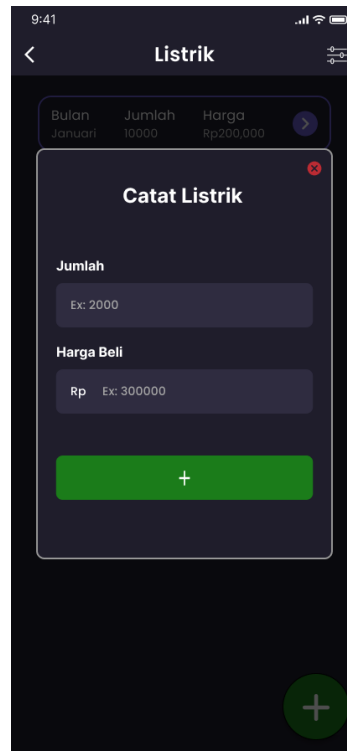 9:41
Listrik
Bulan Jumlah Harga
Januari 10000 Rp200,000
Catat Listrik
Jumlah
Ex: 2000
Harga Beli
Rp Ex: 300000
+
+